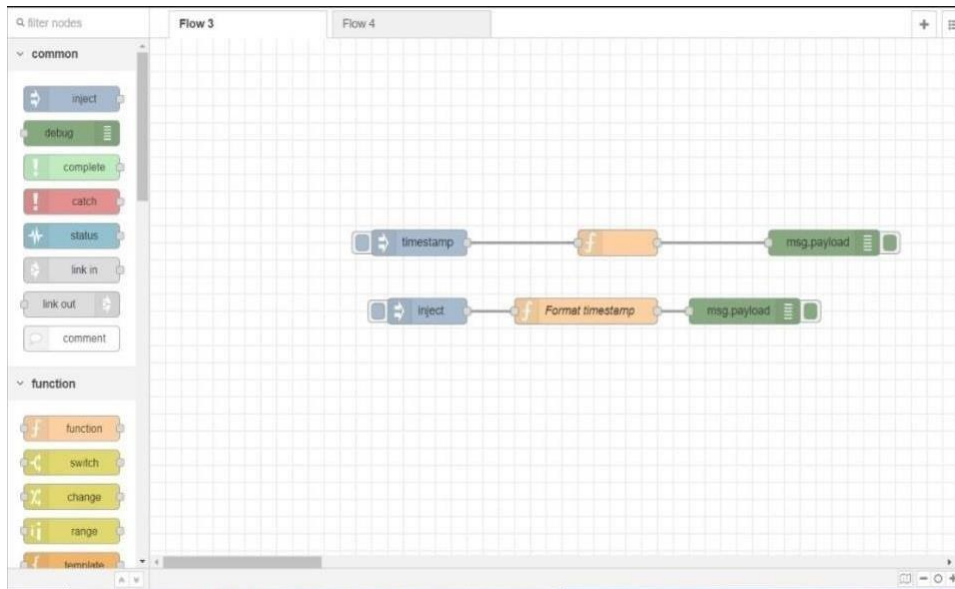 filter nodes
Flow 3
Flow 4
common
inject
debug
complete
catch
status
link in
link out
comment
function
function
switch
change
range
template
timestamp
msg.payload
inject
Format timestamp
msg.payload